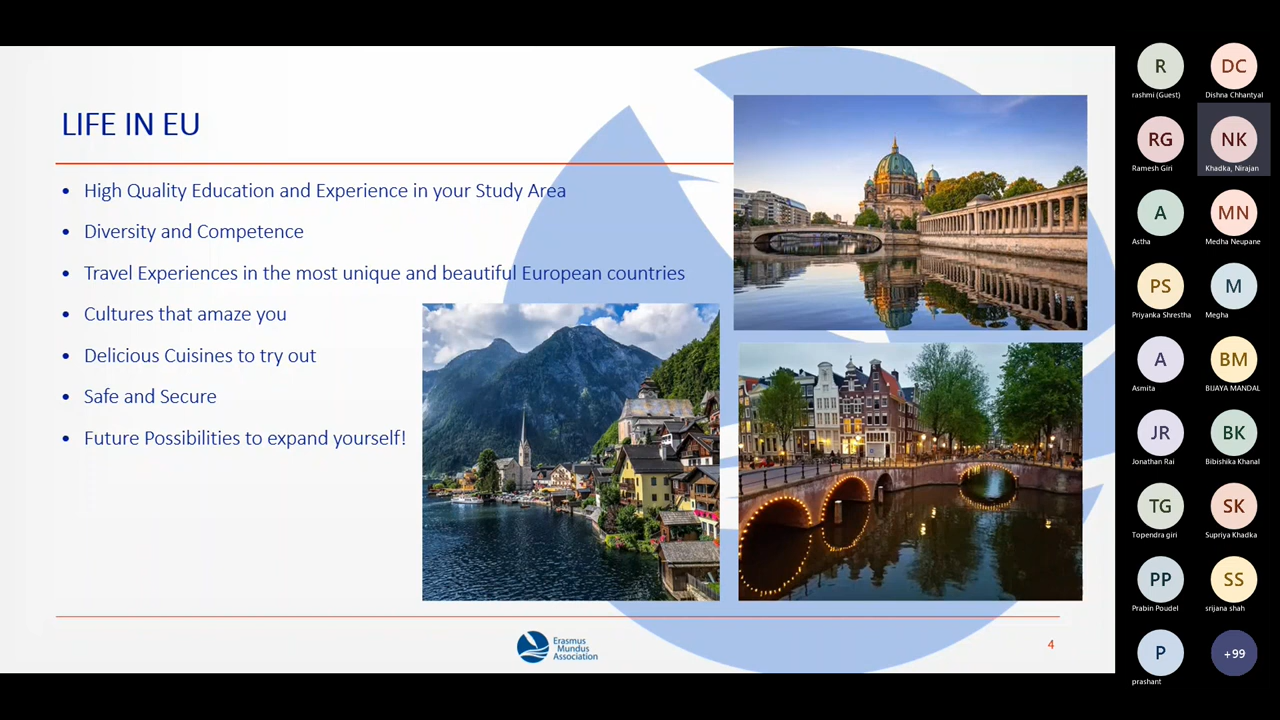 LIFE IN EU
• High Quality Education and Experience in your Study Area
• Diversity and Competence
• Travel Experiences in the most unique and beautiful European countries
• Cultures that amaze you
• Delicious Cuisines to try out
• Safe and Secure
• Future Possibilities to expand yourself!
Erasmus
Mundus
Association
4
R
rashmi (Guest)
DC
Dishna Chhantyal
RG
Ramesh Giri
NK
Khadka, Nirajan
A
Astha
MN
Medha Neupane
PS
Priyanka Shrestha
M
Megha
A
Asmita
BM
BIJAYA MANDAL
JR
Jonathan Rai
BK
Bibishika Khanal
TG
Topendra giri
SK
Supriya Khadka
PP
Prabin Poudel
SS
srijana shah
P
prashant
+99